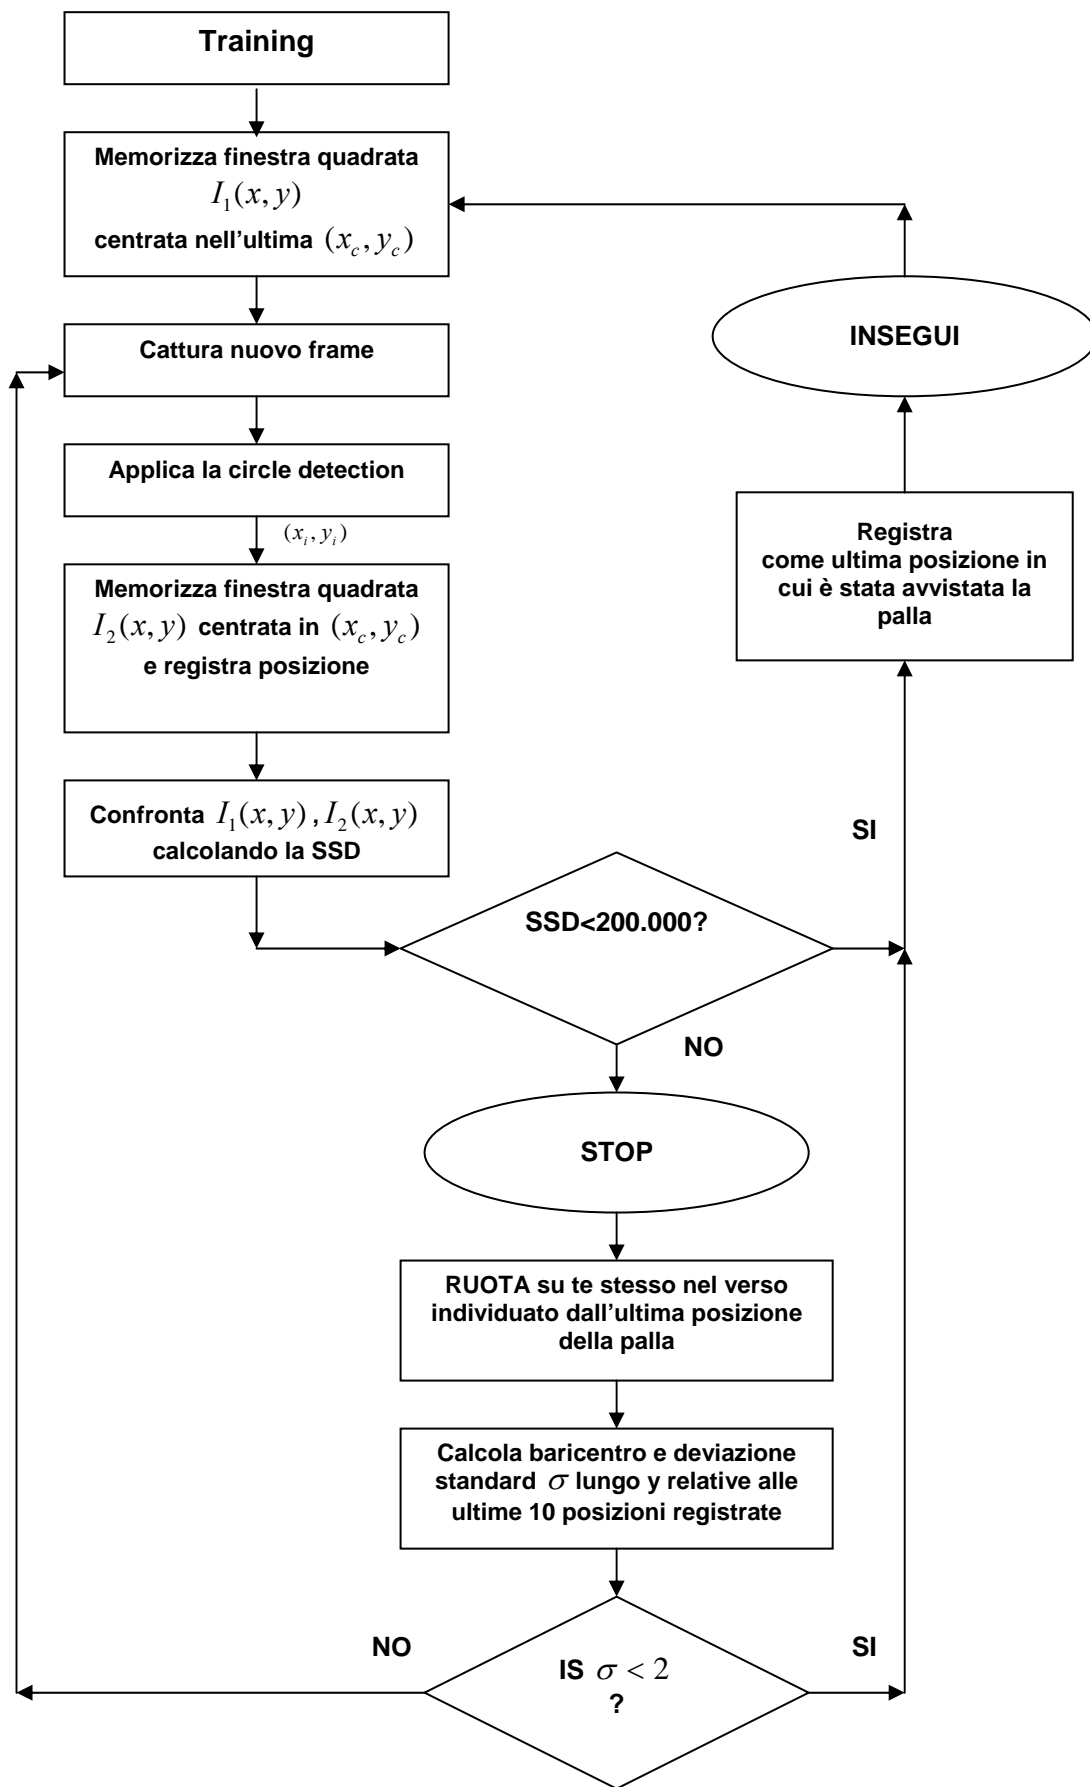 Training
Memorizza finestra quadrata
I₁(x, y)
centrata nell'ultima (x_c, y_c)
Cattura nuovo frame
Applica la circle detection
(x_i, y_i)
Memorizza finestra quadrata
I₂(x, y) centrata in (x_c, y_c)
e registra posizione
Confronta I₁(x, y), I₂(x, y)
calcolando la SSD
SSD<200.000?
SI
NO
INSEGUI
Registra
come ultima posizione in
cui è stata avvistata la
palla
STOP
RUOTA su te stesso nel verso
individuato dall'ultima posizione
della palla
Calcola baricentro e deviazione
standard σ lungo y relative alle
ultime 10 posizioni registrate
NO
IS σ < 2
?
SI